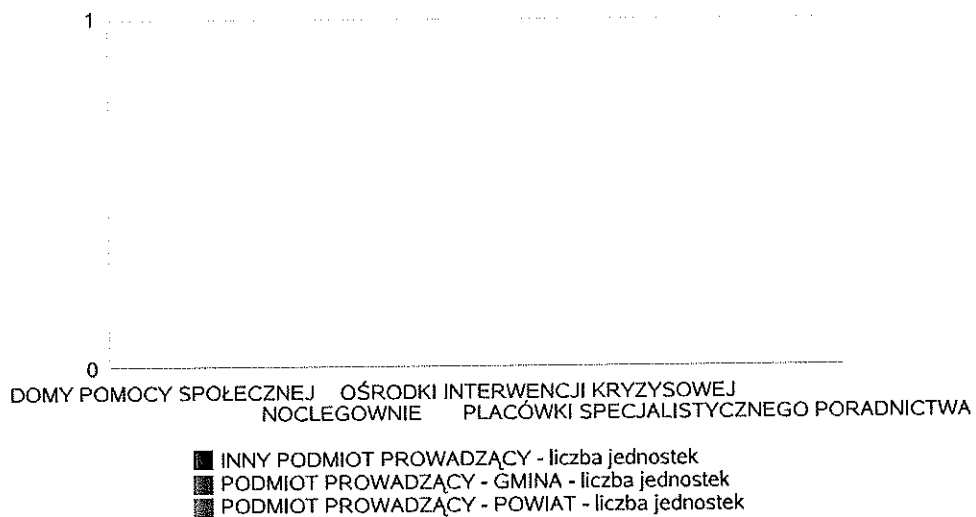 1
0
DOMY POMOCY SPOŁECZNEJ OŚRODKI INTERWENCJI KRYZYSOWEJ
NOCLEGOWNIE PLACÓWKI SPECJALISTYCZNEGO PORADNICTWA
INNY PODMIOT PROWADZĄCY - liczba jednostek
PODMIOT PROWADZĄCY - GMINA - liczba jednostek
PODMIOT PROWADZĄCY - POWIAT - liczba jednostek